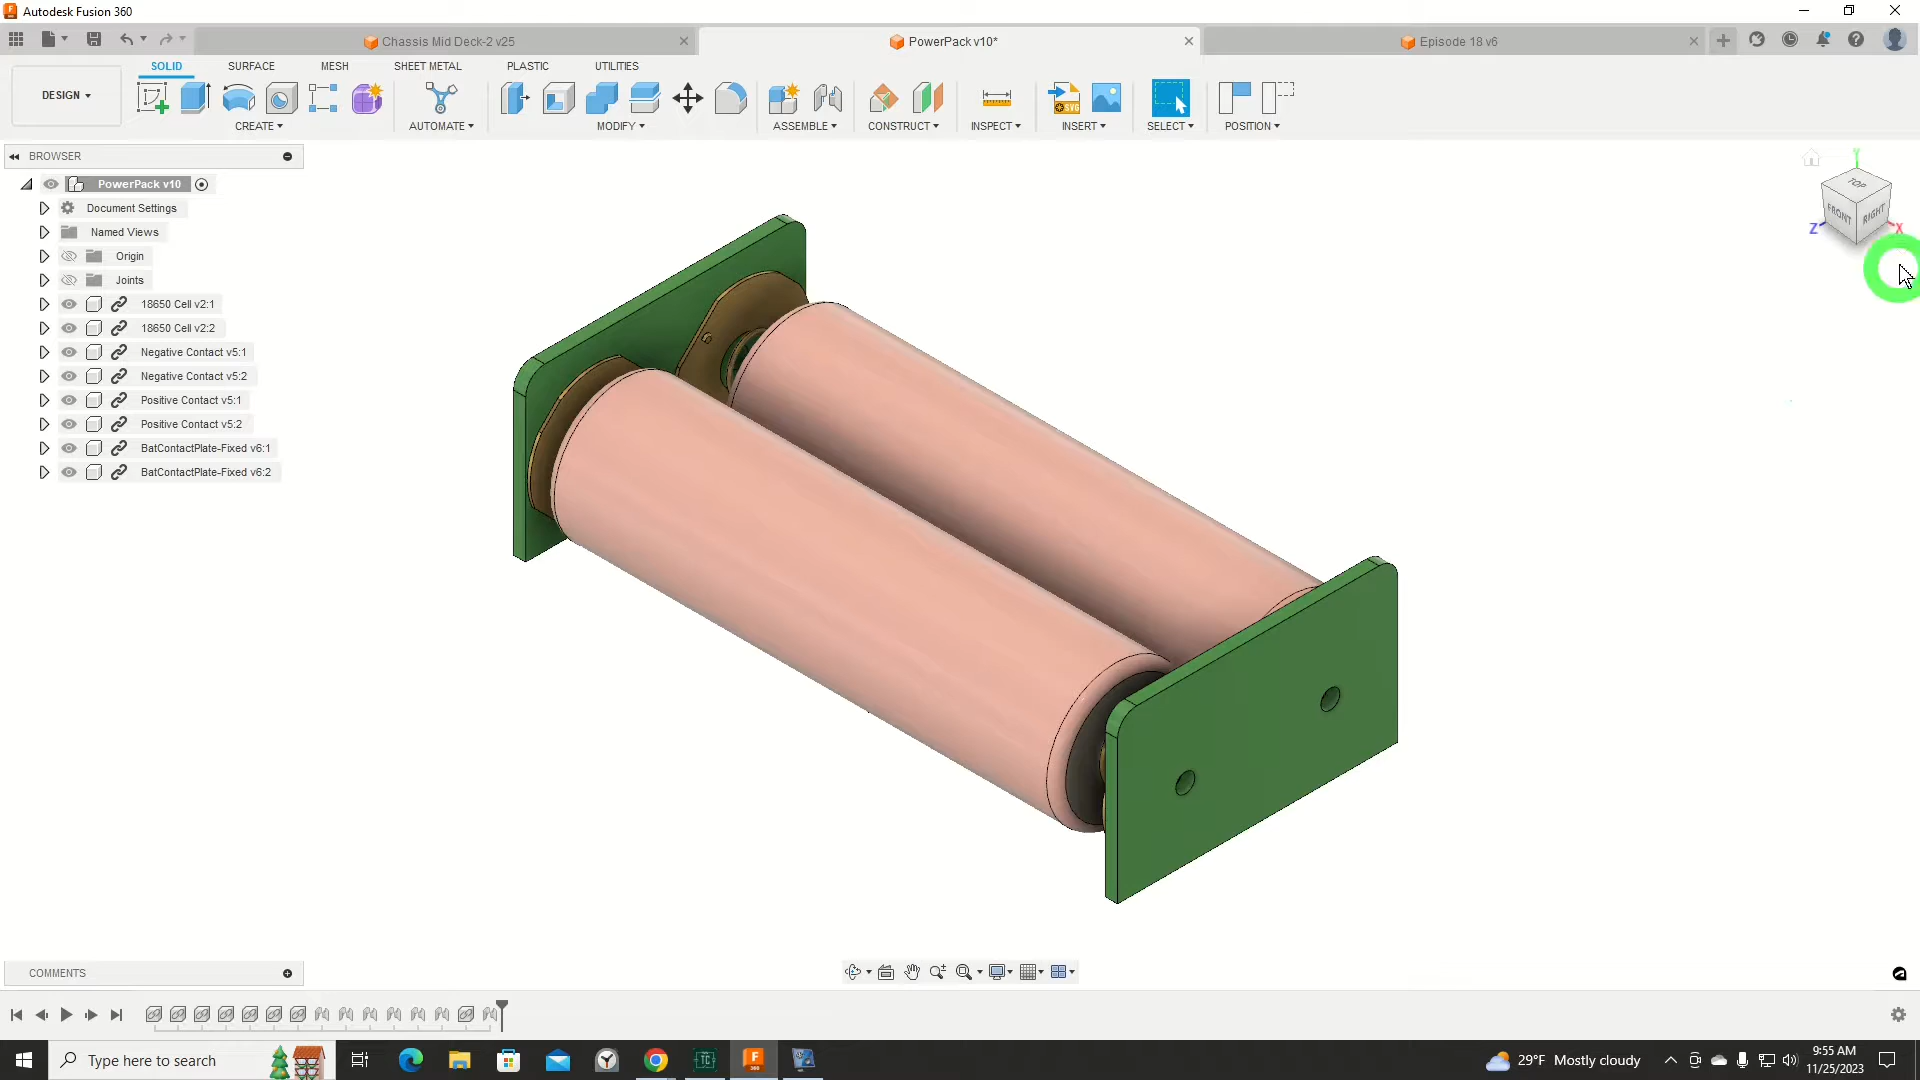 Autodesk Fusion 360
Chassis Mid Deck-2 v25
PowerPack v10*
Episode 18 v6
DESIGN
SOLID
SURFACE
MESH
SHEET METAL
PLASTIC
UTILITIES
CREATE
AUTOMATE
MODIFY
ASSEMBLE
CONSTRUCT
INSPECT
INSERT
SELECT
POSITION
SVG
BROWSER
PowerPack v10
Document Settings
Named Views
Origin
Joints
18650 Cell v2:1
18650 Cell v2:2
Negative Contact v5:1
Negative Contact v5:2
Positive Contact v5:1
Positive Contact v5:2
BatContactPlate-Fixed v6:1
BatContactPlate-Fixed v6:2
Y
TOP
FRONT
RIGHT
Z
X
COMMENTS
Type here to search
TC
F
360
29°F Mostly cloudy
9:55 AM
11/25/2023